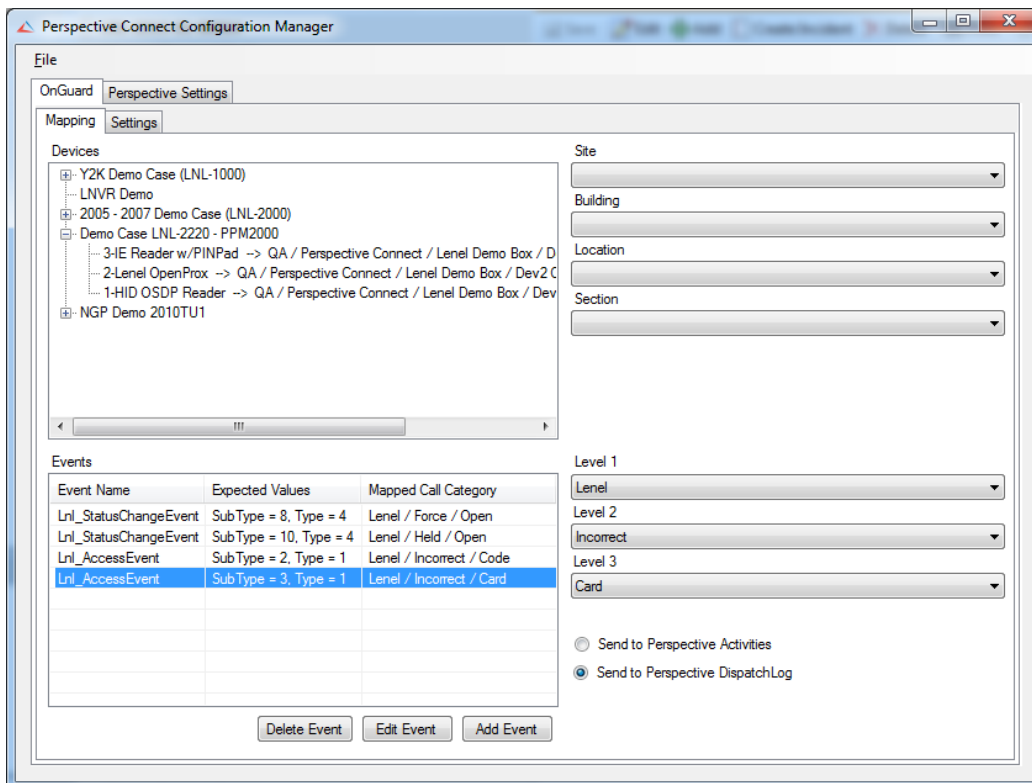 Perspective Connect Configuration Manager
File
OnGuard Perspective Settings
Mapping Settings
Devices
Y2K Demo Case (LNL-1000)
LNVR Demo
2005 - 2007 Demo Case (LNL-2000)
Demo Case LNL-2220 - PPM2000
3-IE Reader w/PINPad --> QA / Perspective Connect / Lenel Demo Box / D
2-Lenel OpenProx --> QA / Perspective Connect / Lenel Demo Box / Dev2 C
1-HID OSDP Reader --> QA / Perspective Connect / Lenel Demo Box / Dev
NGP Demo 2010TU1
Site
Building
Location
Section
Events
Event Name Expected Values Mapped Call Category
Lnl_StatusChangeEvent SubType = 8, Type = 4 Lenel / Force / Open
Lnl_StatusChangeEvent SubType = 10, Type = 4 Lenel / Held / Open
Lnl_AccessEvent SubType = 2, Type = 1 Lenel / Incorrect / Code
Lnl_AccessEvent SubType = 3, Type = 1 Lenel / Incorrect / Card
Delete Event Edit Event Add Event
Level 1
Lenel
Level 2
Incorrect
Level 3
Card
Send to Perspective Activities
Send to Perspective DispatchLog